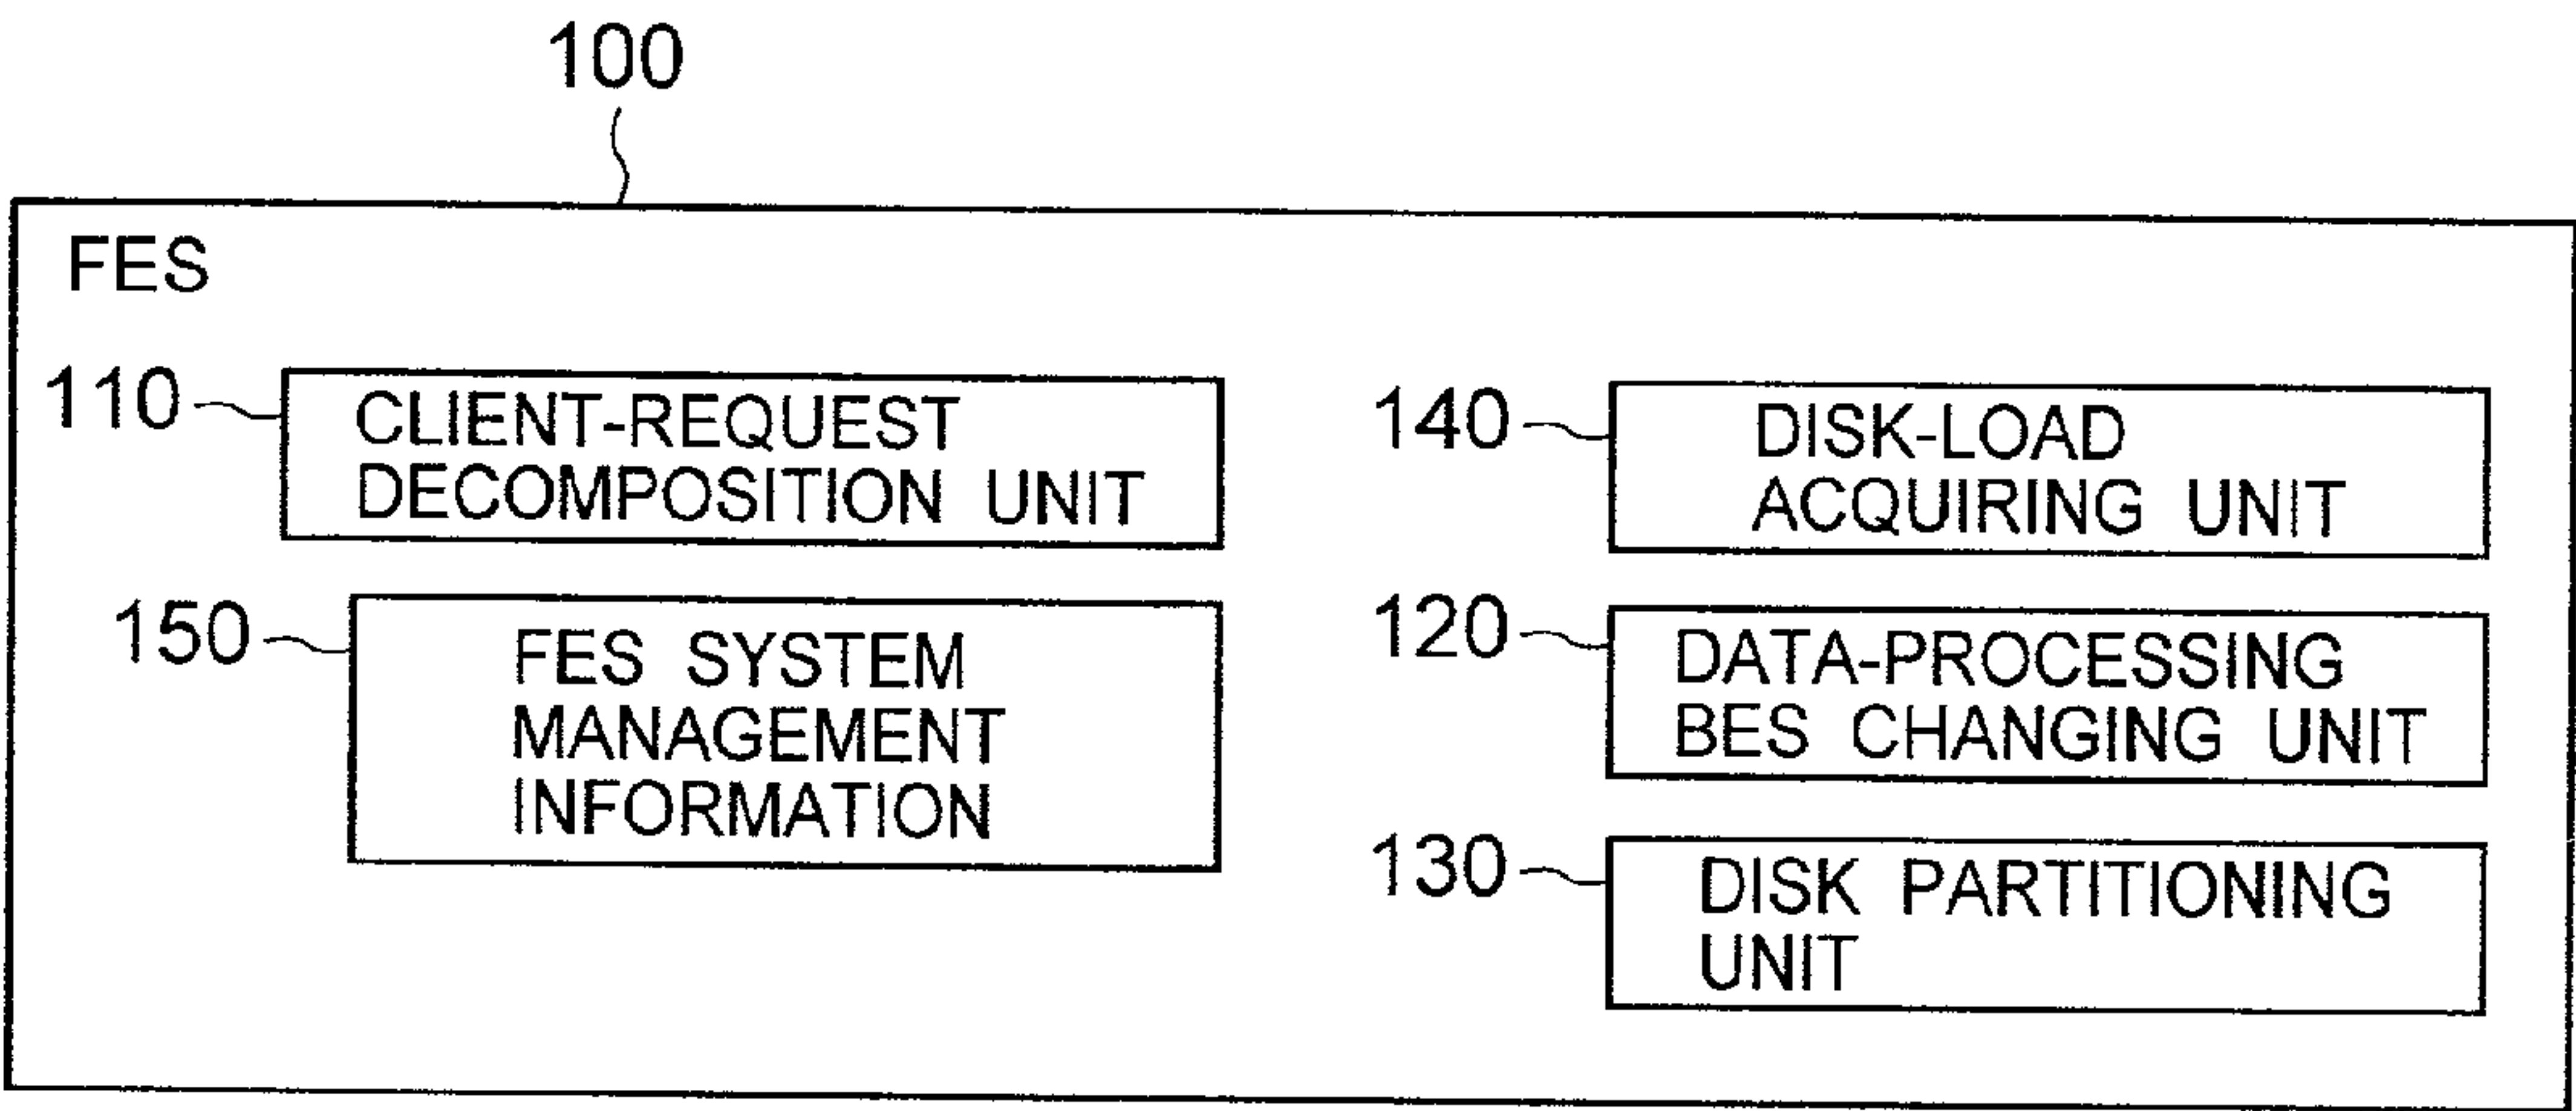 100
FES
110
CLIENT-REQUEST
DECOMPOSITION UNIT
150
FES SYSTEM
MANAGEMENT
INFORMATION
140
DISK-LOAD
ACQUIRING UNIT
120
DATA-PROCESSING
BES CHANGING UNIT
130
DISK PARTITIONING
UNIT